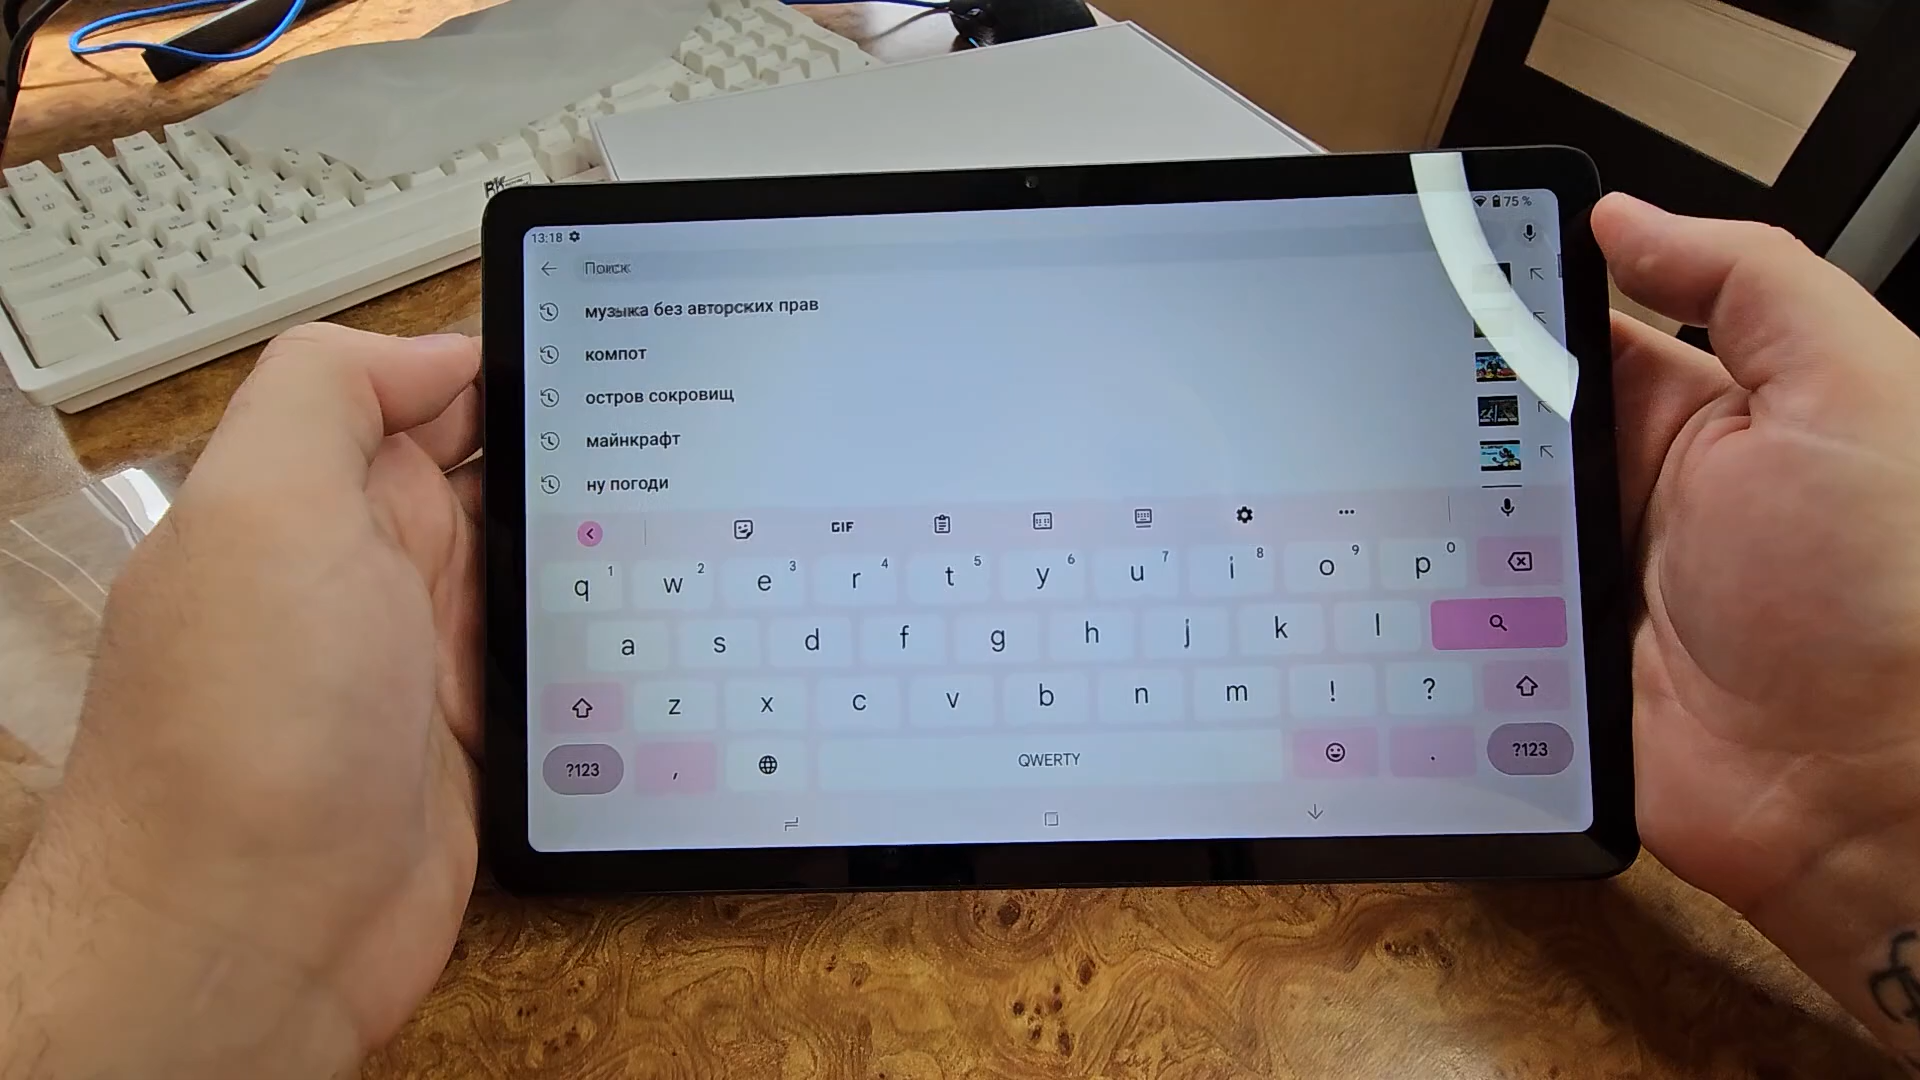 RK
75 %
13:18
Поиск
музыка без авторских прав
компот
остров сокровищ
майнкрафт
ну погоди
GIF
q 1 w 2 e 3 r 4 t 5 y 6 u 7 i 8 o 9 p 0
a s d f g h j k l
z x c v b n m ! ?
?123 , QWERTY . ?123